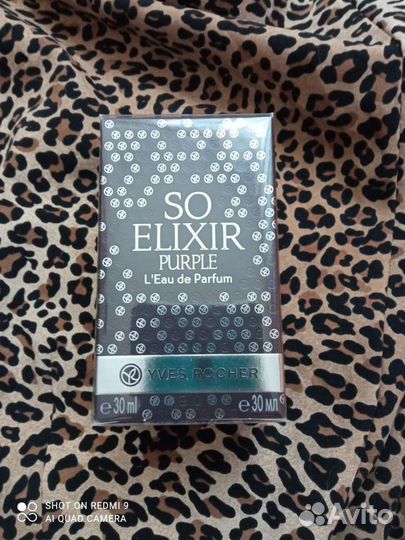 SO
ELIXIR
PURPLE
L'Eau de Parfum
YVES ROCHER
e 30 ml
e 30 мл
SHOT ON REDMI 9
AI QUAD CAMERA
Avito